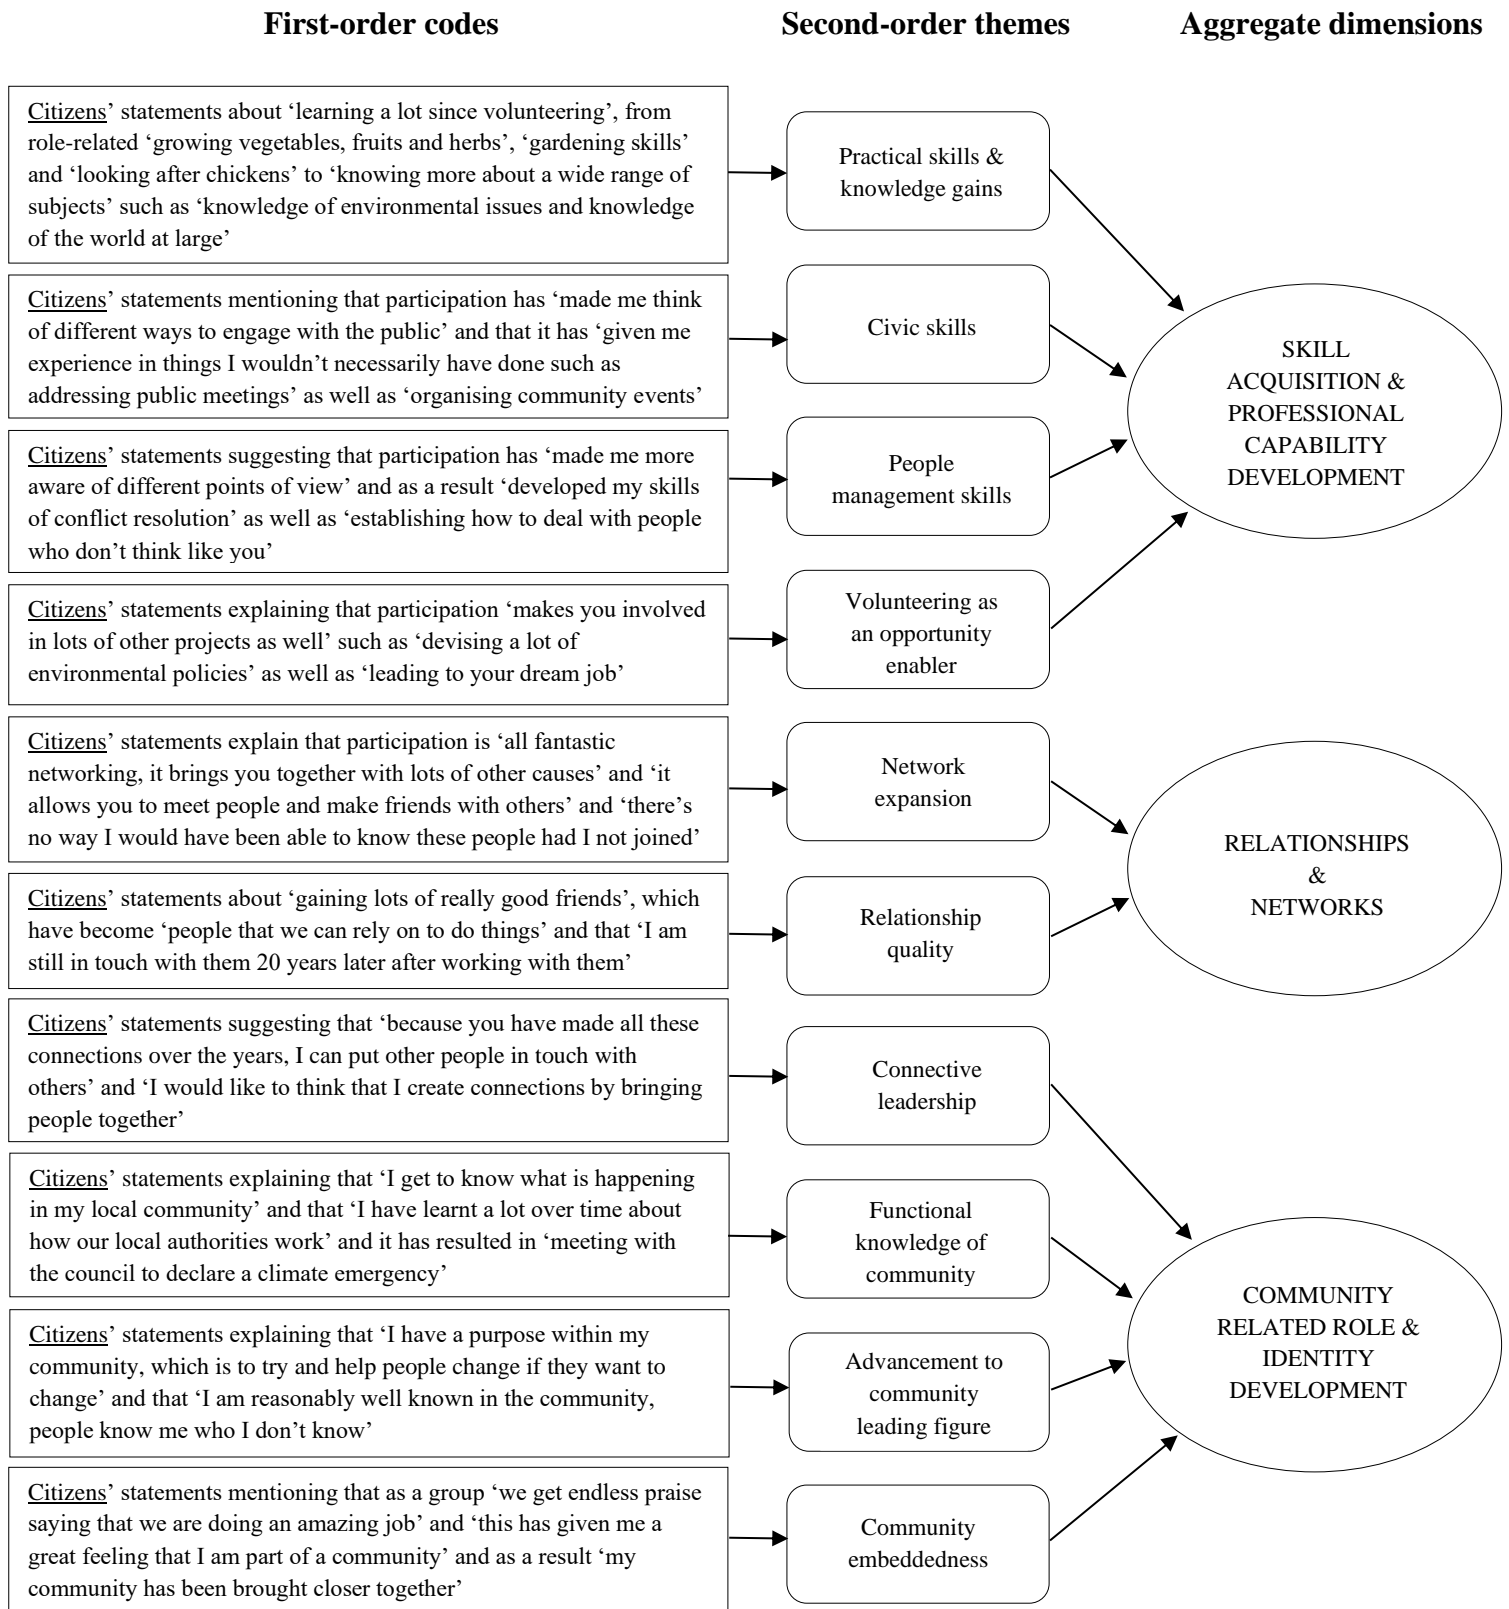 First-order codes
Second-order themes
Aggregate dimensions
Citizens’ statements about ‘learning a lot since volunteering’, from
role-related ‘growing vegetables, fruits and herbs’, ‘gardening skills’
and ‘looking after chickens’ to ‘knowing more about a wide range of
subjects’ such as ‘knowledge of environmental issues and knowledge
of the world at large’
Practical skills &
knowledge gains
Citizens’ statements mentioning that participation has ‘made me think
of different ways to engage with the public’ and that it has ‘given me
experience in things I wouldn’t necessarily have done such as
addressing public meetings’ as well as ‘organising community events’
Civic skills
Citizens’ statements suggesting that participation has ‘made me more
aware of different points of view’ and as a result ‘developed my skills
of conflict resolution’ as well as ‘establishing how to deal with people
who don’t think like you’
People
management skills
Citizens’ statements explaining that participation ‘makes you involved
in lots of other projects as well’ such as ‘devising a lot of
environmental policies’ as well as ‘leading to your dream job’
Volunteering as
an opportunity
enabler
SKILL
ACQUISITION &
PROFESSIONAL
CAPABILITY
DEVELOPMENT
Citizens’ statements explain that participation is ‘all fantastic
networking, it brings you together with lots of other causes’ and ‘it
allows you to meet people and make friends with others’ and ‘there’s
no way I would have been able to know these people had I not joined’
Network
expansion
Citizens’ statements about ‘gaining lots of really good friends’, which
have become ‘people that we can rely on to do things’ and that ‘I am
still in touch with them 20 years later after working with them’
Relationship
quality
RELATIONSHIPS
&
NETWORKS
Citizens’ statements suggesting that ‘because you have made all these
connections over the years, I can put other people in touch with
others’ and ‘I would like to think that I create connections by bringing
people together’
Connective
leadership
Citizens’ statements explaining that ‘I get to know what is happening
in my local community’ and that ‘I have learnt a lot over time about
how our local authorities work’ and it has resulted in ‘meeting with
the council to declare a climate emergency’
Functional
knowledge of
community
Citizens’ statements explaining that ‘I have a purpose within my
community, which is to try and help people change if they want to
change’ and that ‘I am reasonably well known in the community,
people know me who I don’t know’
Advancement to
community
leading figure
Citizens’ statements mentioning that as a group ‘we get endless praise
saying that we are doing an amazing job’ and ‘this has given me a
great feeling that I am part of a community’ and as a result ‘my
community has been brought closer together’
Community
embeddedness
COMMUNITY
RELATED ROLE &
IDENTITY
DEVELOPMENT